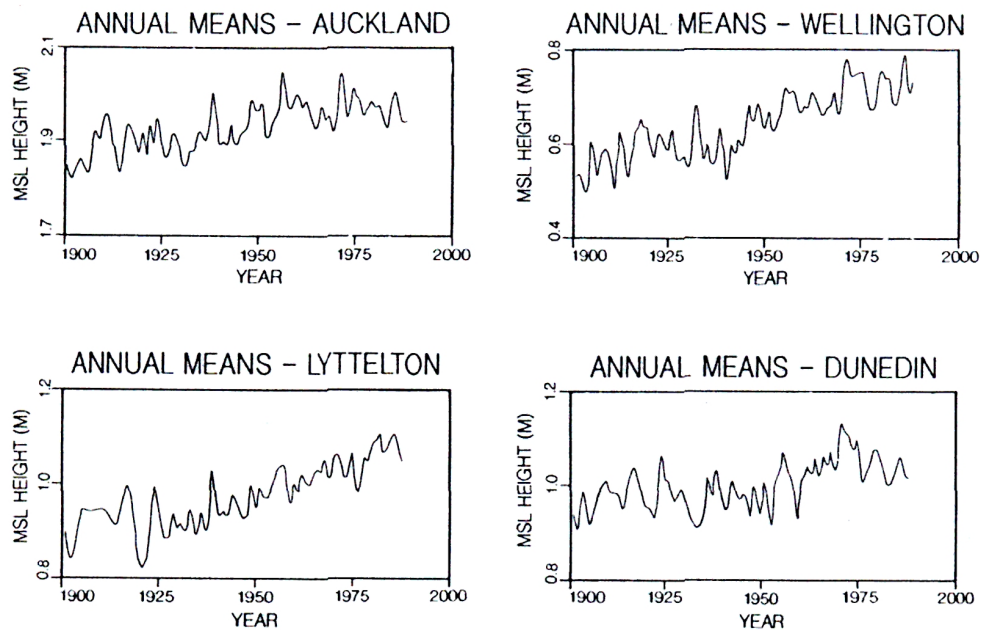 ANNUAL MEANS – AUCKLAND
MSL HEIGHT (M)
2.1
1.9
1.7
1900 1925 1950 1975 2000
YEAR
ANNUAL MEANS – WELLINGTON
MSL HEIGHT (M)
0.8
0.6
0.4
1900 1925 1950 1975 2000
YEAR
ANNUAL MEANS – LYTTELTON
MSL HEIGHT (M)
1.2
1.0
0.8
1900 1925 1950 1975 2000
YEAR
ANNUAL MEANS – DUNEDIN
MSL HEIGHT (M)
1.2
1.0
0.8
1900 1925 1950 1975 2000
YEAR